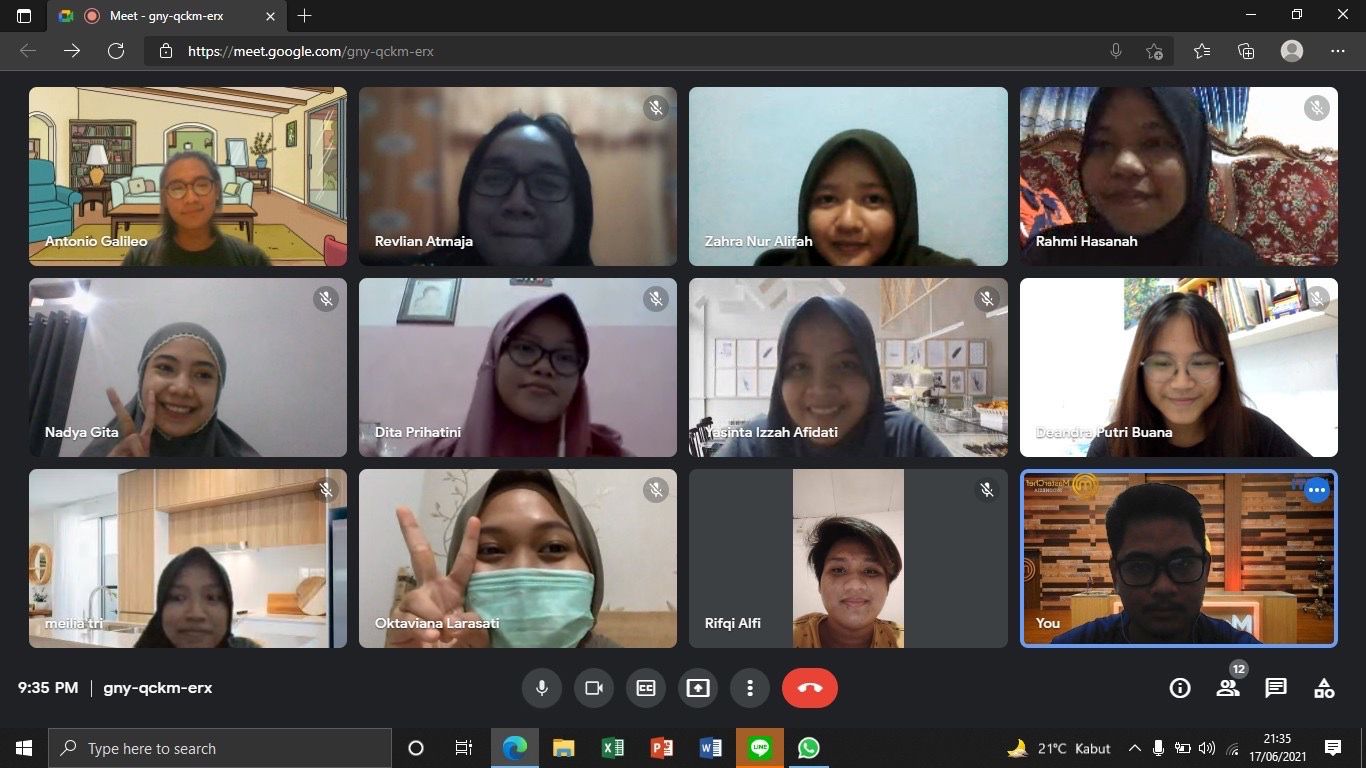 Meet - gny-qckm-erx
https://meet.google.com/gny-qckm-erx
Antonio Galileo
Revlian Atmaja
Zahra Nur Alifah
Rahmi Hasanah
Nadya Gita
Dita Prihatini
Yasinta Izzah Afidati
Deandra Putri Buana
meilia tri
Oktaviana Larasati
Rifqi Alfi
MasterChef
INDONESIA
You
9:35 PM | gny-qckm-erx
12
Type here to search
21°C Kabut
21:35
17/06/2021